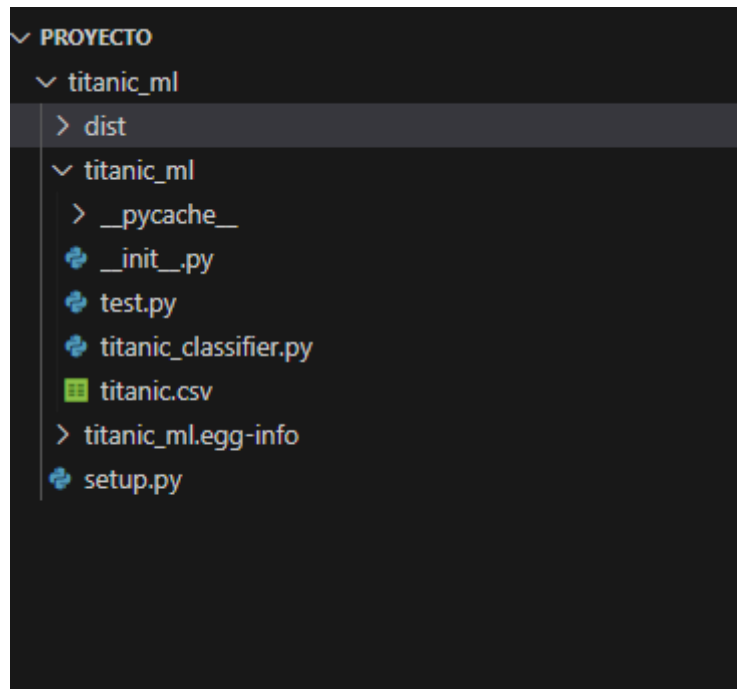 PROYECTO
titanic_ml
dist
titanic_ml
__pycache__
__init__.py
test.py
titanic_classifier.py
titanic.csv
titanic_ml.egg-info
setup.py